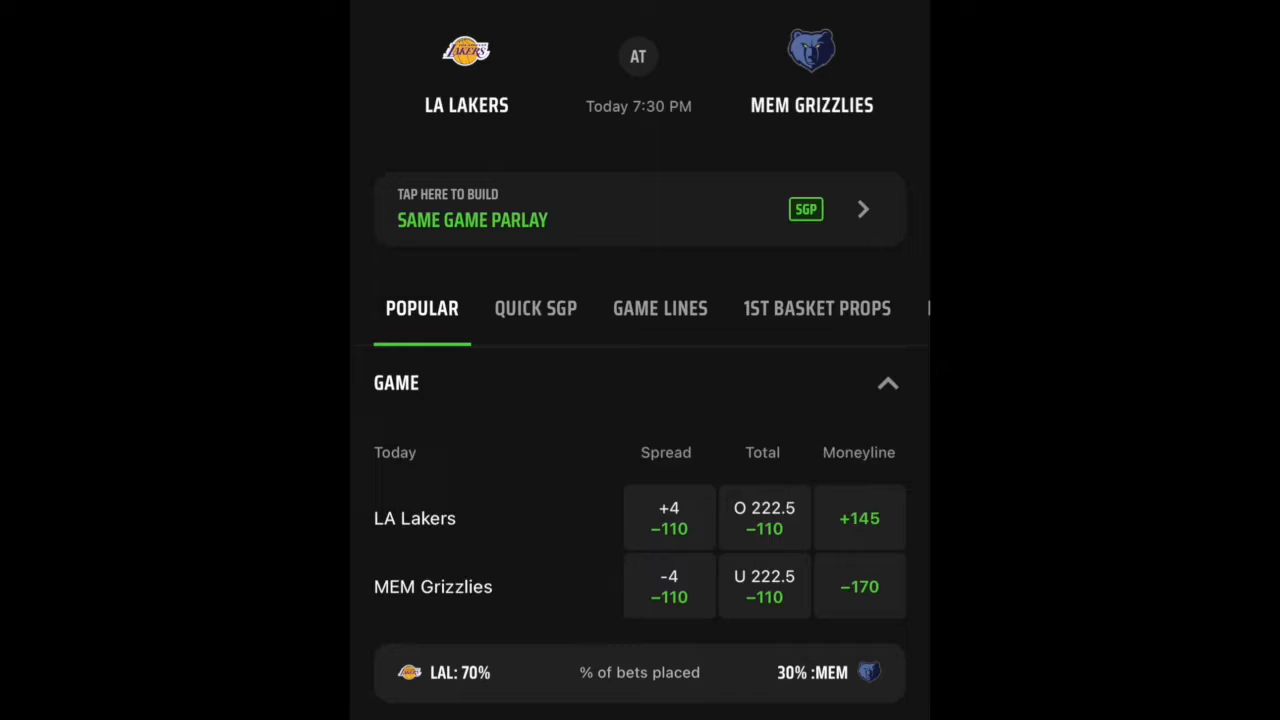 LAKERS
LA LAKERS
AT
Today 7:30 PM
MEM GRIZZLIES
TAP HERE TO BUILD
SAME GAME PARLAY
SGP
POPULAR
QUICK SGP
GAME LINES
1ST BASKET PROPS
GAME
Today
Spread
Total
Moneyline
LA Lakers
+4
−110
O 222.5
−110
+145
MEM Grizzlies
-4
−110
U 222.5
−110
−170
LAL: 70%
% of bets placed
30% :MEM